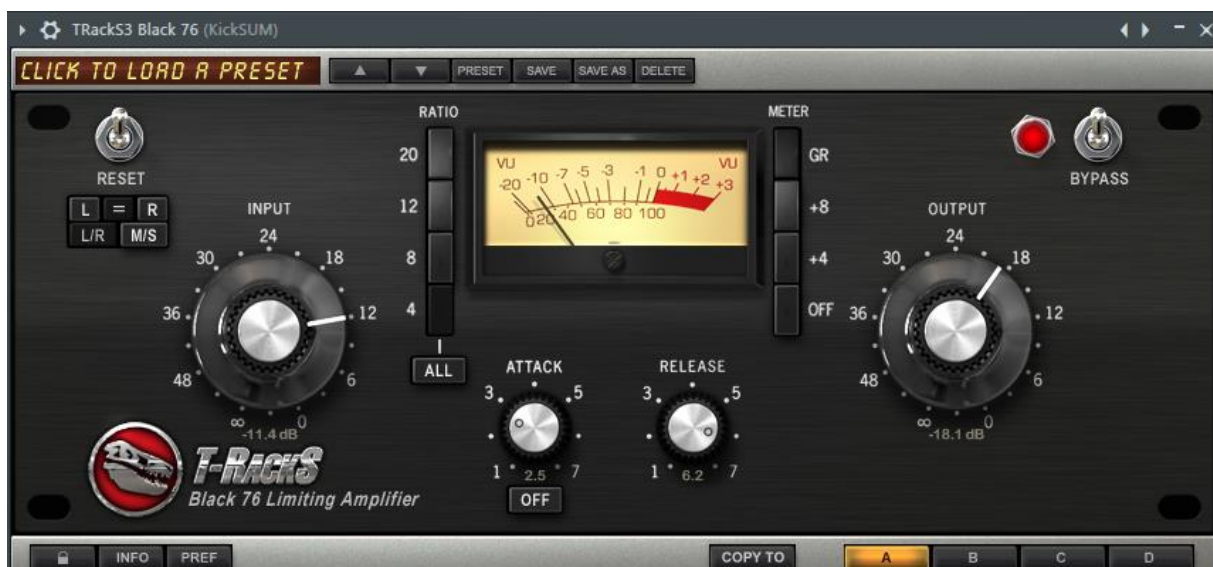 TRackS3 Black 76 (KickSUM)
CLICK TO LOAD A PRESET
PRESET SAVE SAVE AS DELETE
RATIO METER
RESET
L = R
L/R M/S
20
12
8
4
ALL
VU VU
-20 -10 -7 -5 -3 -1 0 +1 +2 +3
0 20 40 60 80 100
GR
+8
+4
OFF
BYPASS
INPUT
24
30 18
36 12
48 6
∞ 0
-11.4 dB
ATTACK
3 5
1 7
2.5
OFF
RELEASE
3 5
1 7
6.2
OUTPUT
24
30 18
36 12
48 6
∞ 0
-18.1 dB
T-RackS
Black 76 Limiting Amplifier
INFO PREF COPY TO A B C D